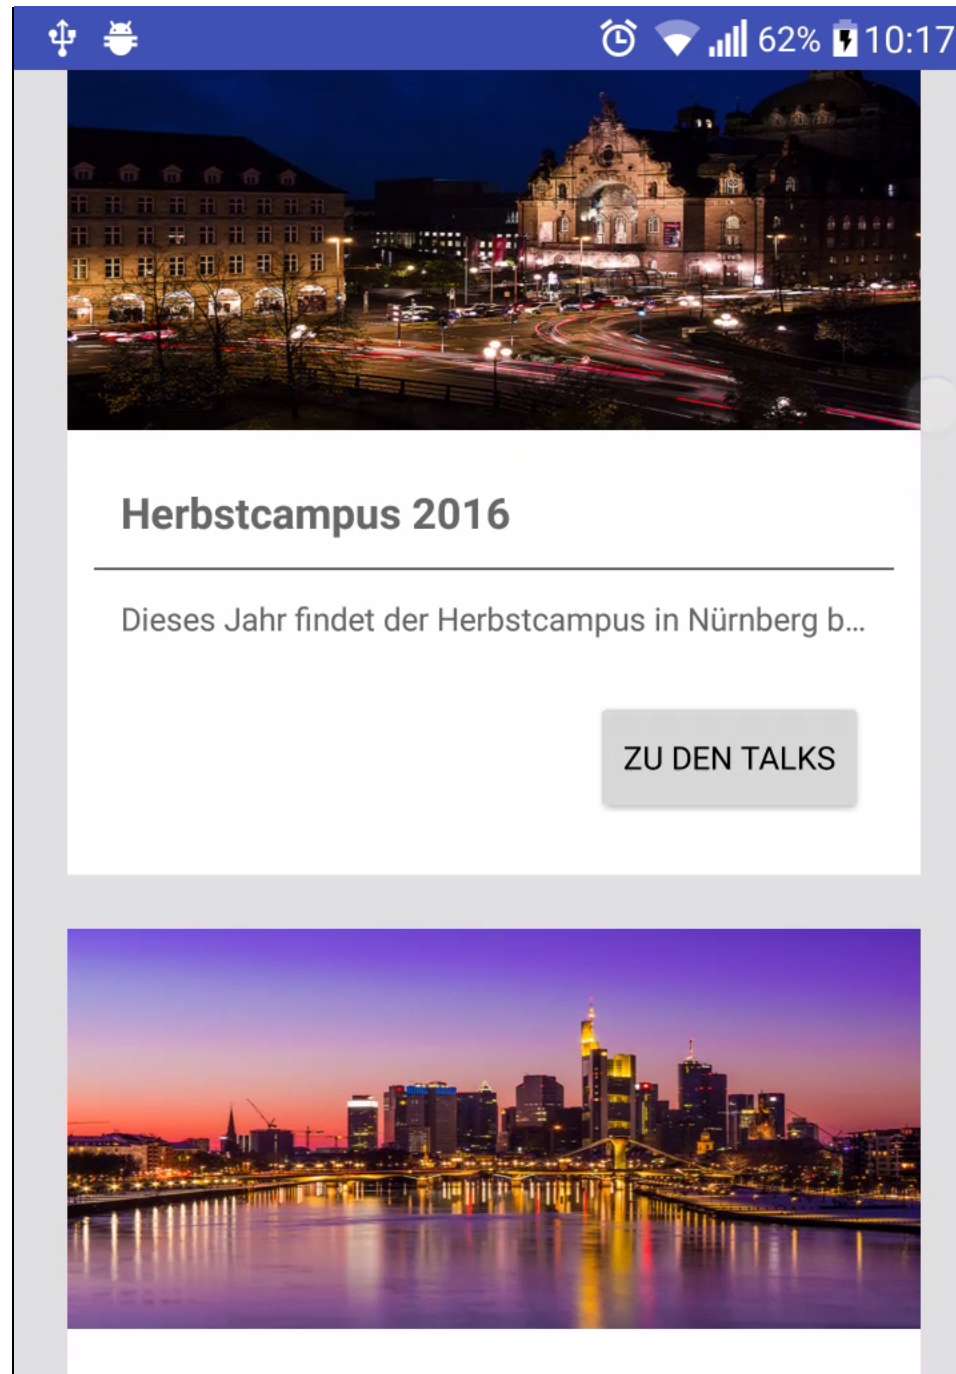 62% 10:17
Herbstcampus 2016
Dieses Jahr findet der Herbstcampus in Nürnberg b…
ZU DEN TALKS